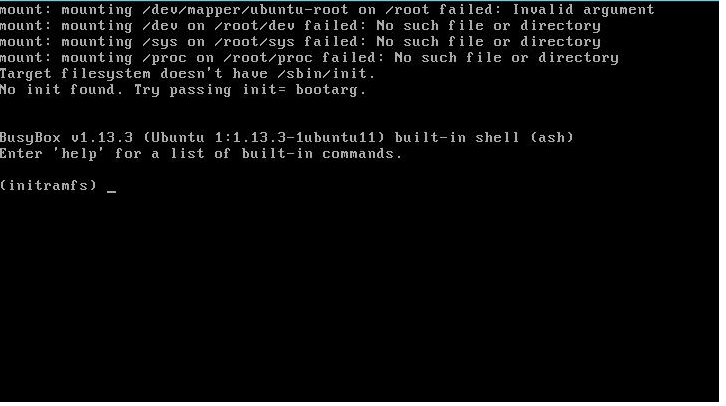 mount: mounting /dev/mapper/ubuntu-root on /root failed: Invalid argument
mount: mounting /dev on /root/dev failed: No such file or directory
mount: mounting /sys on /root/sys failed: No such file or directory
mount: mounting /proc on /root/proc failed: No such file or directory
Target filesystem doesn't have /sbin/init.
No init found. Try passing init= bootarg.
BusyBox v1.13.3 (Ubuntu 1:1.13.3-1ubuntu11) built-in shell (ash)
Enter 'help' for a list of built-in commands.
(initramfs) _